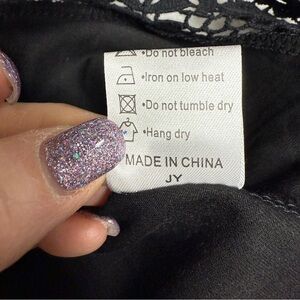 •Do not bleach
•Iron on low heat
•Do not tumble dry
•Hang dry
MADE IN CHINA
JY